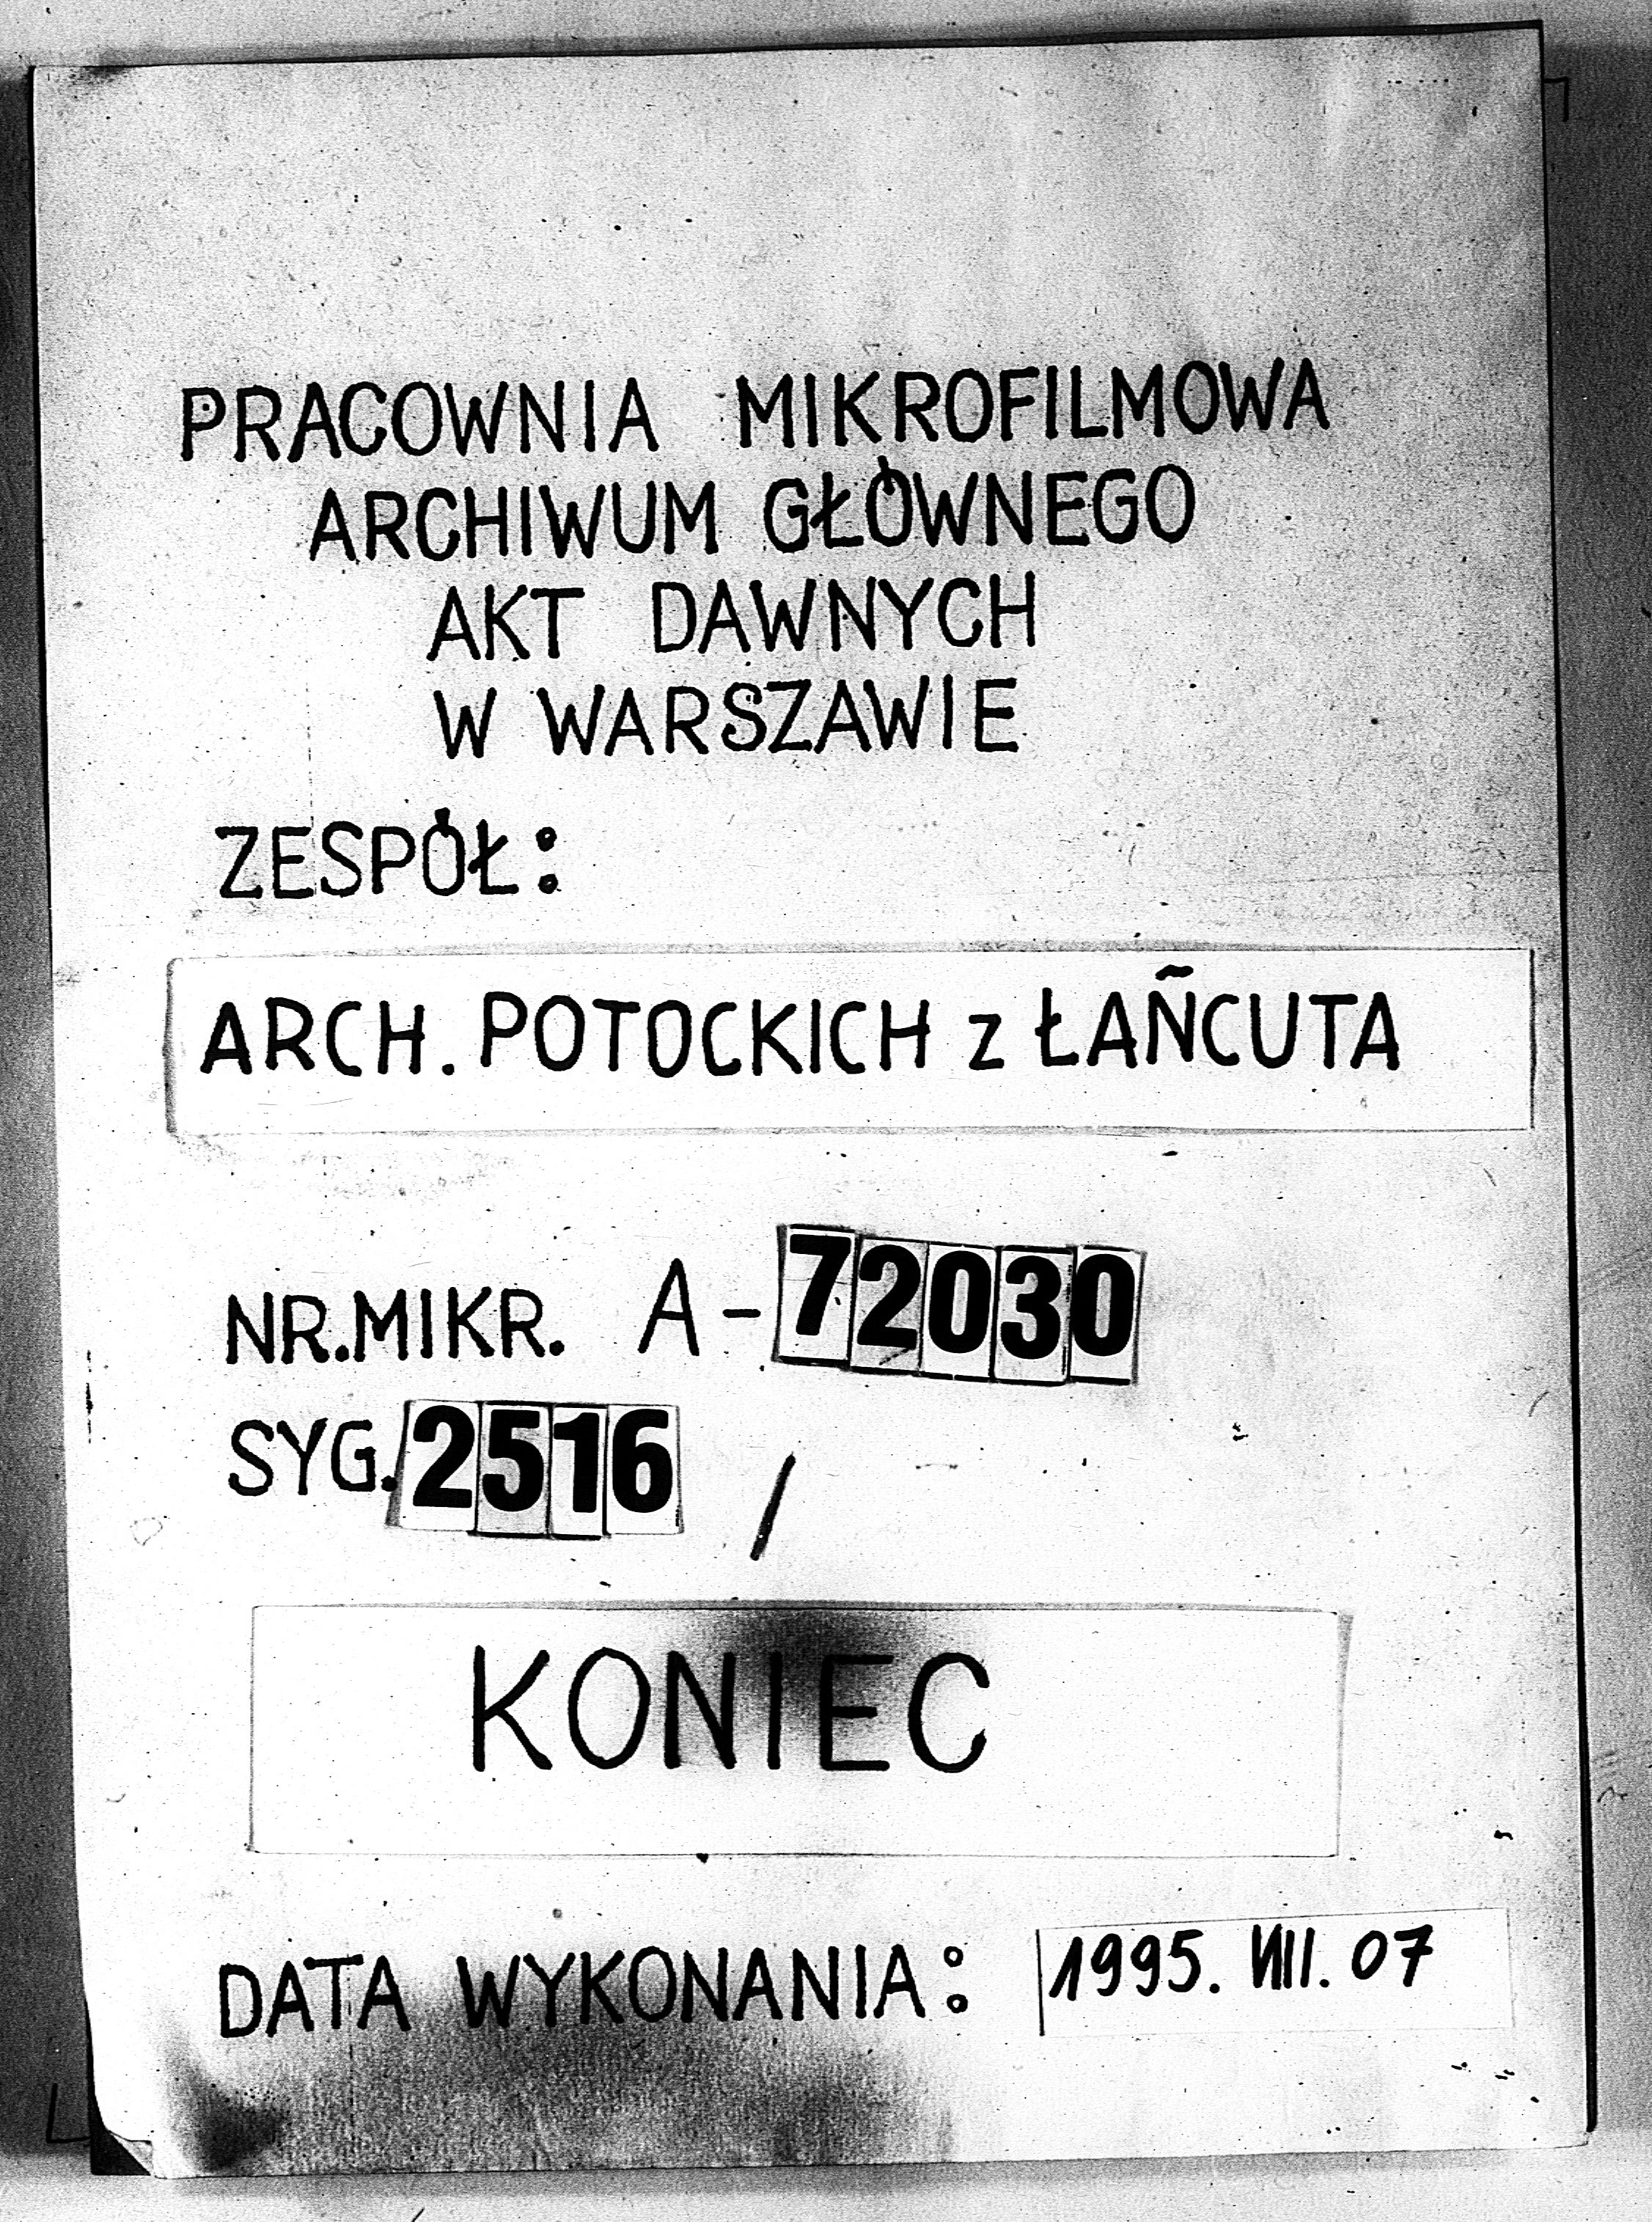 PRACOWNIA MIKROFILMOWA
ARCHIWUM GŁÓWNEGO
AKT DAWNYCH
W WARSZAWIE
ZESPÓŁ:
ARCH. POTOCKICH z ŁAÑCUTA
NR. MIKR. A-72030
SYG. 2516 /
KONIEC
DATA WYKONANIA: 1995. VIII. 07